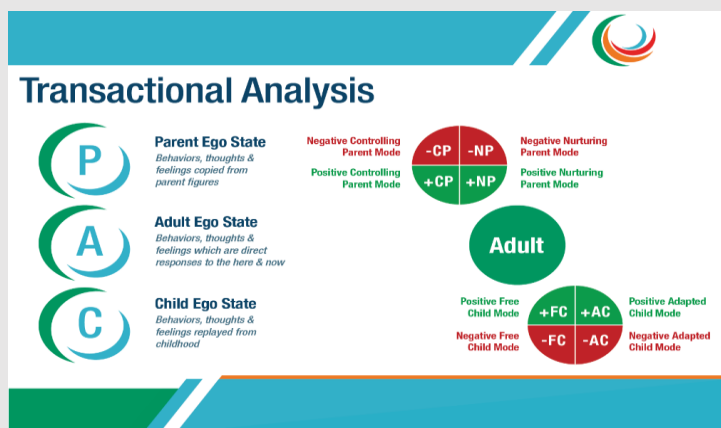 Transactional Analysis
P
Parent Ego State
Behaviors, thoughts &
feelings copied from
parent figures
Negative Controlling
Parent Mode
-CP
-NP
Negative Nurturing
Parent Mode
Positive Controlling
Parent Mode
+CP
+NP
Positive Nurturing
Parent Mode
A
Adult Ego State
Behaviors, thoughts &
feelings which are direct
responses to the here & now
Adult
C
Child Ego State
Behaviors, thoughts &
feelings replayed from
childhood
Positive Free
Child Mode
+FC
+AC
Positive Adapted
Child Mode
Negative Free
Child Mode
-FC
-AC
Negative Adapted
Child Mode